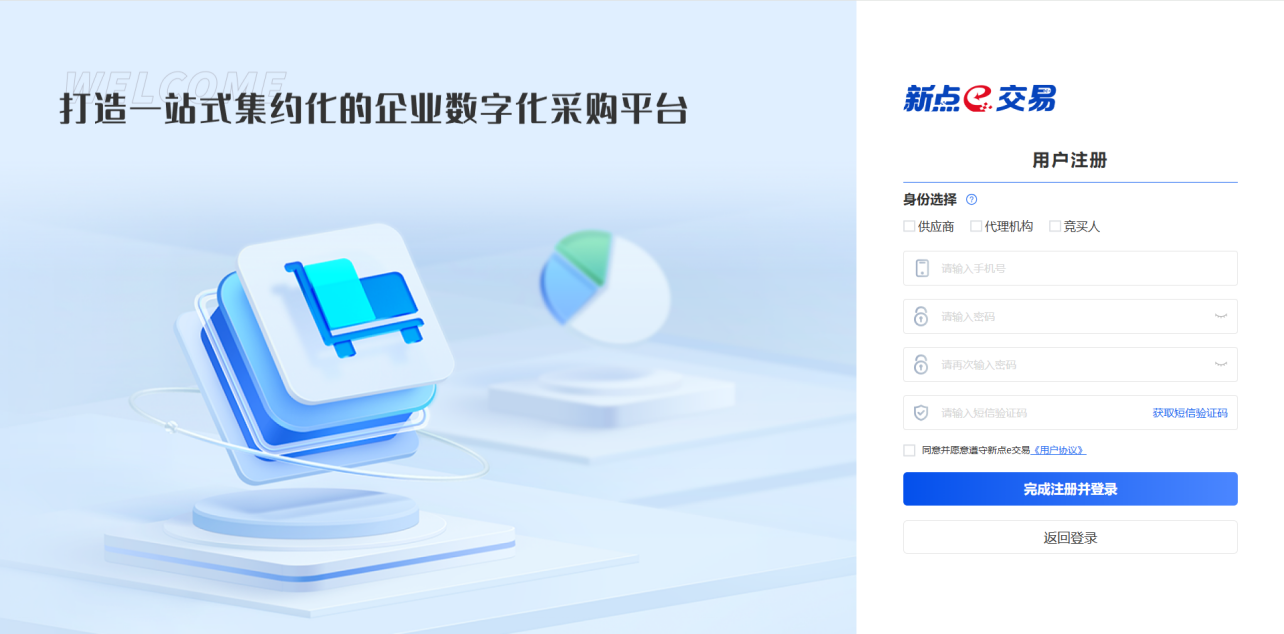 WELCOME
打造一站式集约化的企业数字化采购平台
新点e交易
用户注册
身份选择 ?
供应商 代理机构 竞买人
请输入手机号
请输入密码
请再次输入密码
请输入短信验证码 获取短信验证码
同意并愿意遵守新点e交易《用户协议》
完成注册并登录
返回登录